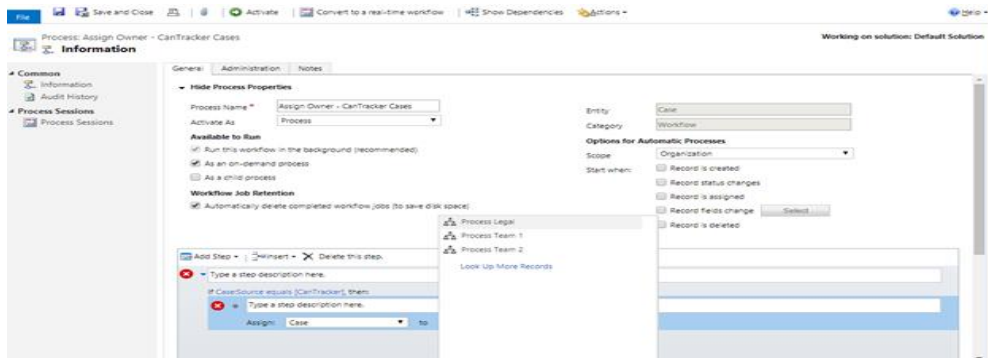 File Save and Close Activate Convert to a real-time workflow Show Dependencies Actions Help
Process: Assign Owner - CanTracker Cases
Information
Working on solution: Default Solution
Common
Information
Audit History
Process Sessions
Process Sessions
General Administration Notes
Hide Process Properties
Process Name * Assign Owner - CanTracker Cases
Activate As Process
Available to Run
Run this workflow in the background (recommended)
As an on-demand process
As a child process
Workflow Job Retention
Automatically delete completed workflow jobs (to save disk space)
Entity Case
Category Workflow
Options for Automatic Processes
Scope Organization
Start when: Record is created
Record status changes
Record is assigned
Record fields change Select
Record is deleted
Process Legal
Process Team 1
Process Team 2
Look Up More Records
Add Step Insert Delete this step.
Type a step description here.
If Case:Source equals [CanTracker], then:
Type a step description here.
Assign: Case to